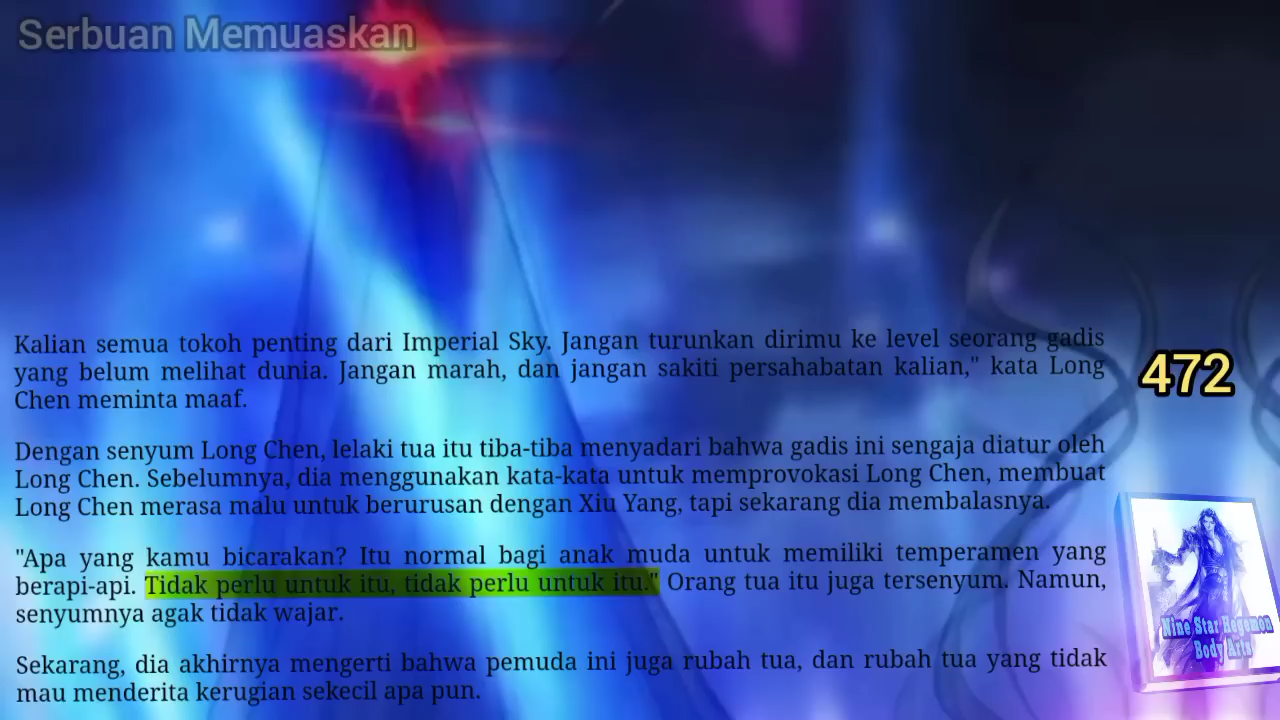 Serbuan Memuaskan
Kalian semua tokoh penting dari Imperial Sky. Jangan turunkan dirimu ke level seorang gadis
yang belum melihat dunia. Jangan marah, dan jangan sakiti persahabatan kalian," kata Long
Chen meminta maaf.
472
Dengan senyum Long Chen, lelaki tua itu tiba-tiba menyadari bahwa gadis ini sengaja diatur oleh
Long Chen. Sebelumnya, dia menggunakan kata-kata untuk memprovokasi Long Chen, membuat
Long Chen merasa malu untuk berurusan dengan Xiu Yang, tapi sekarang dia membalasnya.
"Apa yang kamu bicarakan? Itu normal bagi anak muda untuk memiliki temperamen yang
berapi-api. Tidak perlu untuk itu, tidak perlu untuk itu." Orang tua itu juga tersenyum. Namun,
senyumnya agak tidak wajar.
Sekarang, dia akhirnya mengerti bahwa pemuda ini juga rubah tua, dan rubah tua yang tidak
mau menderita kerugian sekecil apa pun.
Nine Star Hegemon
Body Arts